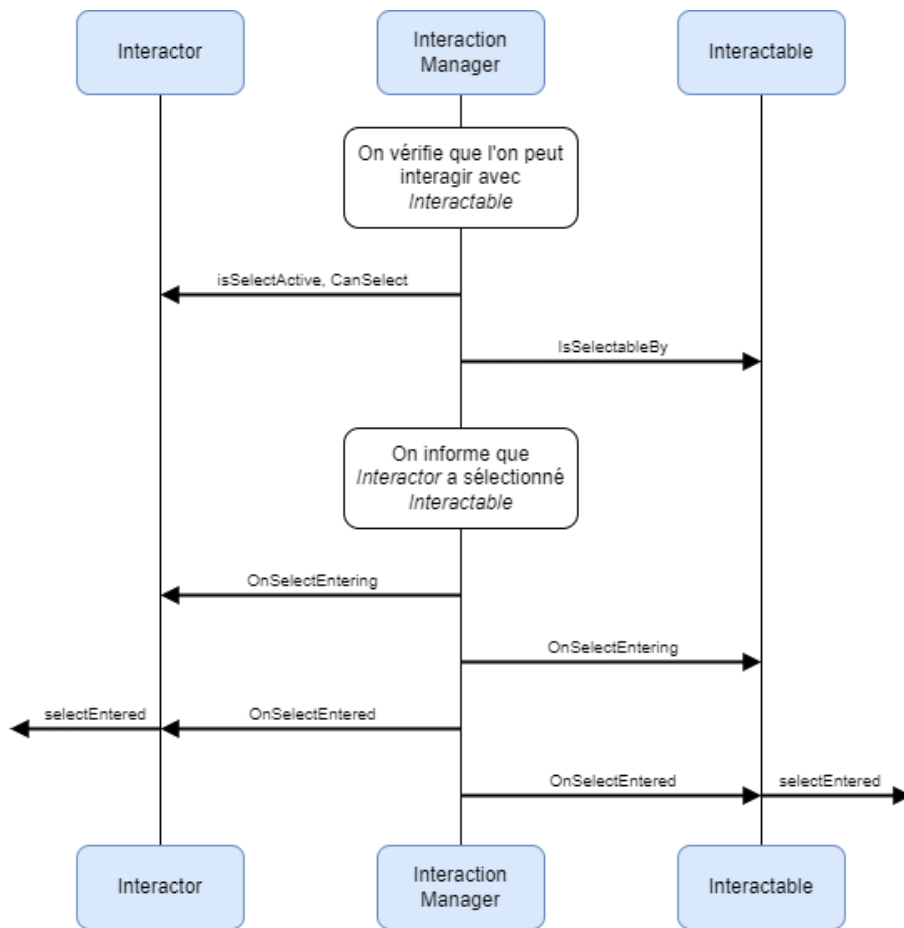 Interactor
Interaction
Manager
Interactable
On vérifie que l'on peut
interagir avec
Interactable
isSelectActive, CanSelect
IsSelectableBy
On informe que
Interactor a sélectionné
Interactable
OnSelectEntering
OnSelectEntering
selectEntered
OnSelectEntered
OnSelectEntered
selectEntered
Interactor
Interaction
Manager
Interactable